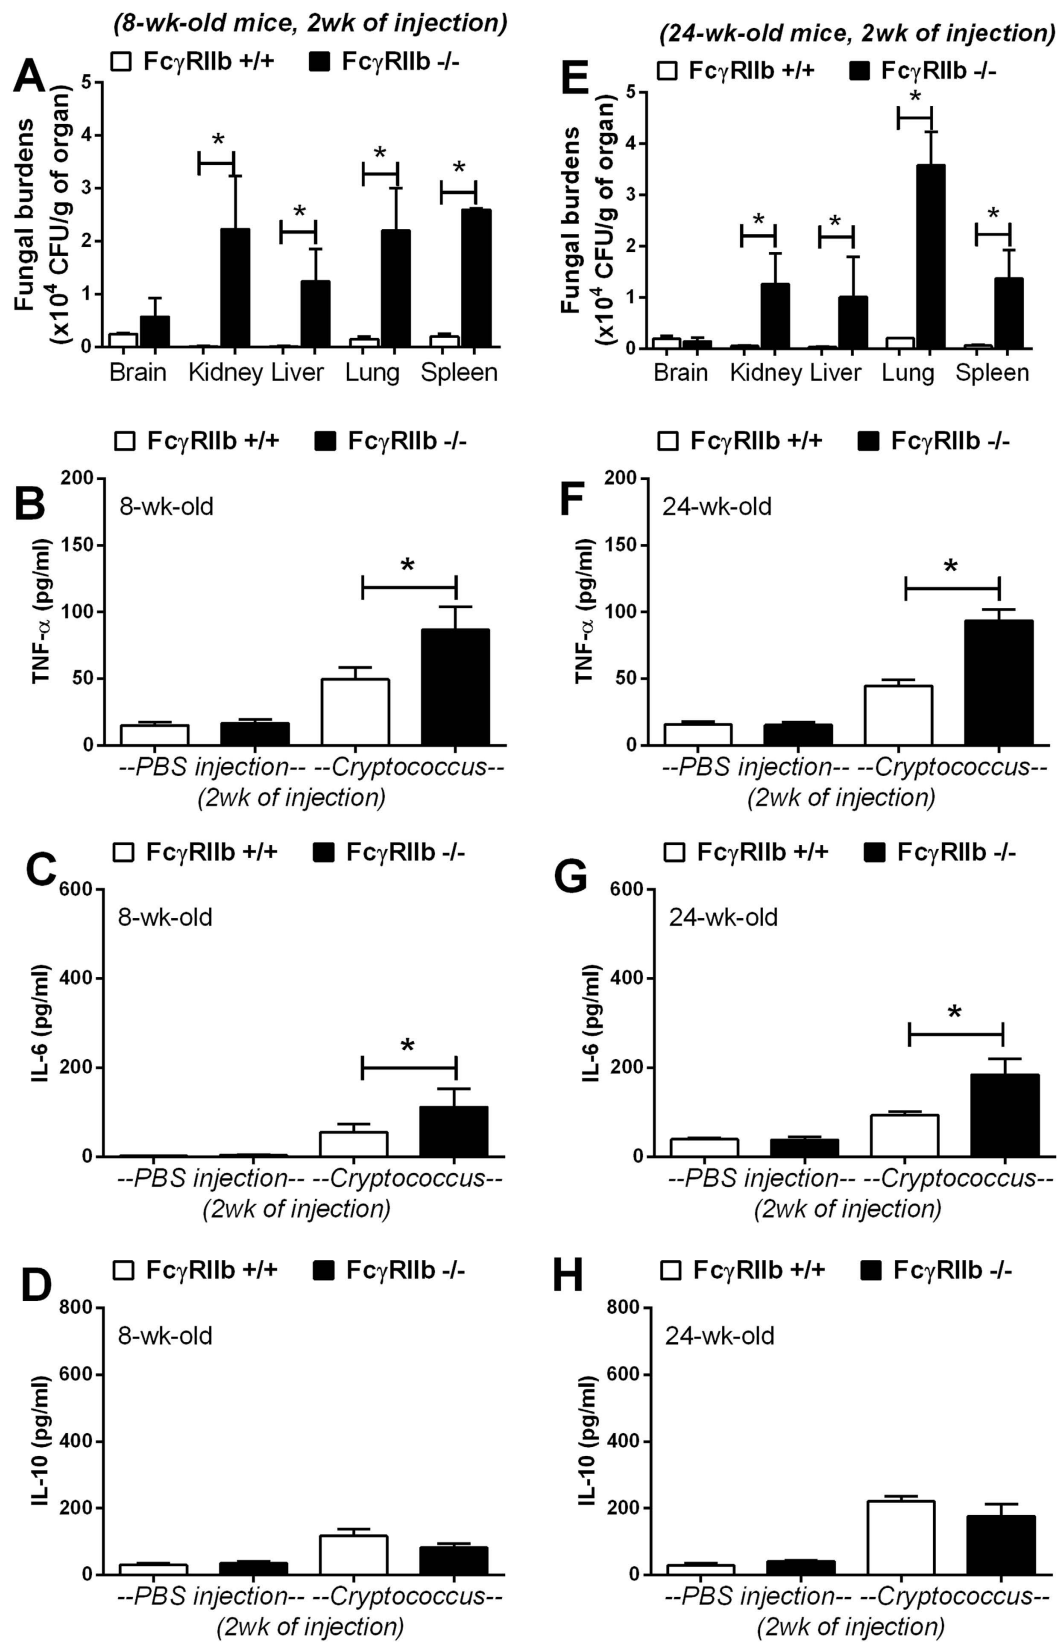 (8-wk-old mice, 2wk of injection)
A
FcγRIIb +/+ FcγRIIb -/-
Fungal burdens
(x10⁴ CFU/g of organ)
5
4
3
2
1
0
* * * *
Brain Kidney Liver Lung Spleen
(24-wk-old mice, 2wk of injection)
E
FcγRIIb +/+ FcγRIIb -/-
Fungal burdens
(x10⁴ CFU/g of organ)
5
4
3
2
1
0
* * * *
Brain Kidney Liver Lung Spleen
FcγRIIb +/+ FcγRIIb -/-
B
8-wk-old
TNF-α (pg/ml)
200
150
100
50
0
*
--PBS injection-- --Cryptococcus--
(2wk of injection)
FcγRIIb +/+ FcγRIIb -/-
F
24-wk-old
TNF-α (pg/ml)
200
150
100
50
0
*
--PBS injection-- --Cryptococcus--
(2wk of injection)
FcγRIIb +/+ FcγRIIb -/-
C
8-wk-old
IL-6 (pg/ml)
600
400
200
0
*
--PBS injection-- --Cryptococcus--
(2wk of injection)
FcγRIIb +/+ FcγRIIb -/-
G
24-wk-old
IL-6 (pg/ml)
600
400
200
0
*
--PBS injection-- --Cryptococcus--
(2wk of injection)
FcγRIIb +/+ FcγRIIb -/-
D
8-wk-old
IL-10 (pg/ml)
800
600
400
200
0
--PBS injection-- --Cryptococcus--
(2wk of injection)
FcγRIIb +/+ FcγRIIb -/-
H
24-wk-old
IL-10 (pg/ml)
800
600
400
200
0
--PBS injection-- --Cryptococcus--
(2wk of injection)